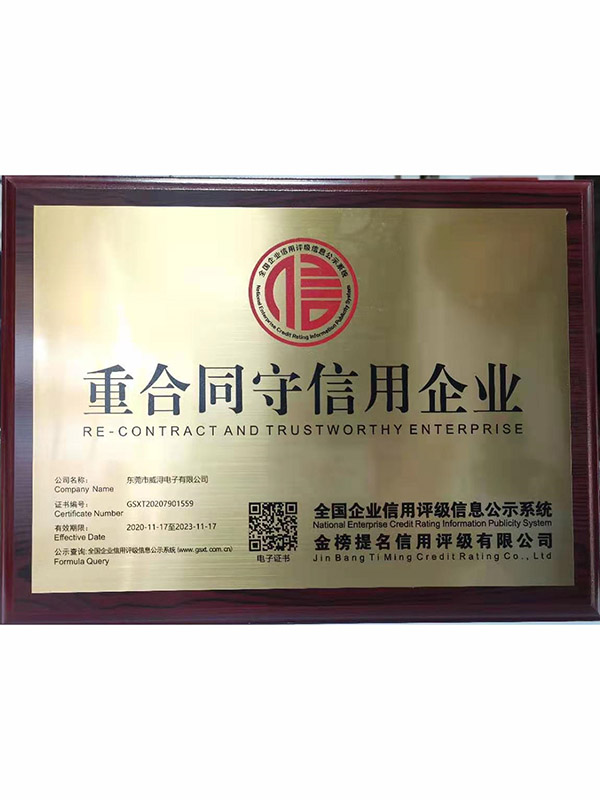 全国企业信用评级信息公示系统
National Enterprise Credit Rating Information Publicity System
重合同守信用企业
RE-CONTRACT AND TRUSTWORTHY ENTERPRISE
公司名称： 东莞市威浔电子有限公司
Company Name
证书编号： GSXT20207901559
Certificate Number
有效期限： 2020-11-17至2023-11-17
Effective Date
公示查询: 全国企业信用评级信息公示系统 (www.gsxt.com.cn)
Formula Query
电子证书
全国企业信用评级信息公示系统
National Enterprise Credit Rating Information Publicity System
金榜提名信用评级有限公司
Jin Bang Ti Ming Credit Rating Co., Ltd